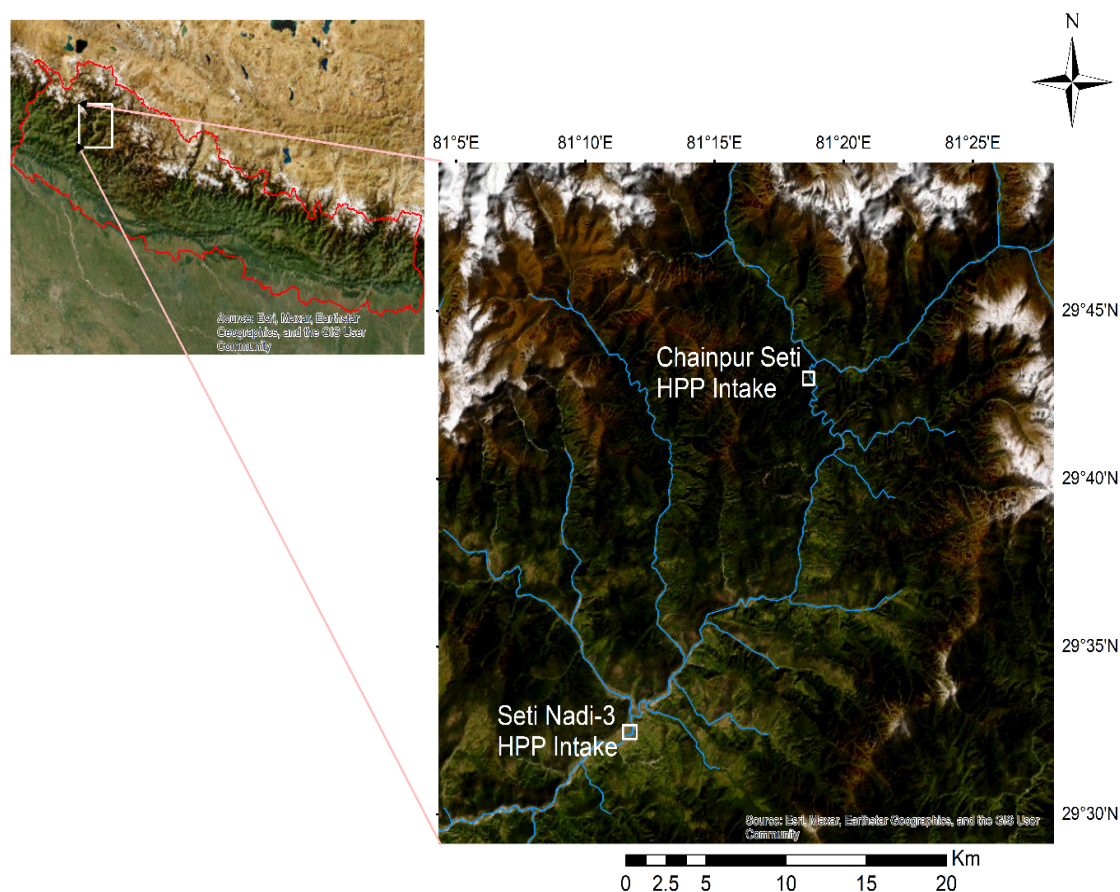 N
Source: Esri, Maxar, Earthstar
Geographics, and the GIS User
Community
81°5'E
81°10'E
81°15'E
81°20'E
81°25'E
29°45'N
Chainpur Seti
HPP Intake
29°40'N
29°35'N
Seti Nadi-3
HPP Intake
29°30'N
Source: Esri, Maxar, Earthstar Geographics, and the GIS User
Community
Km
0 2.5 5 10 15 20